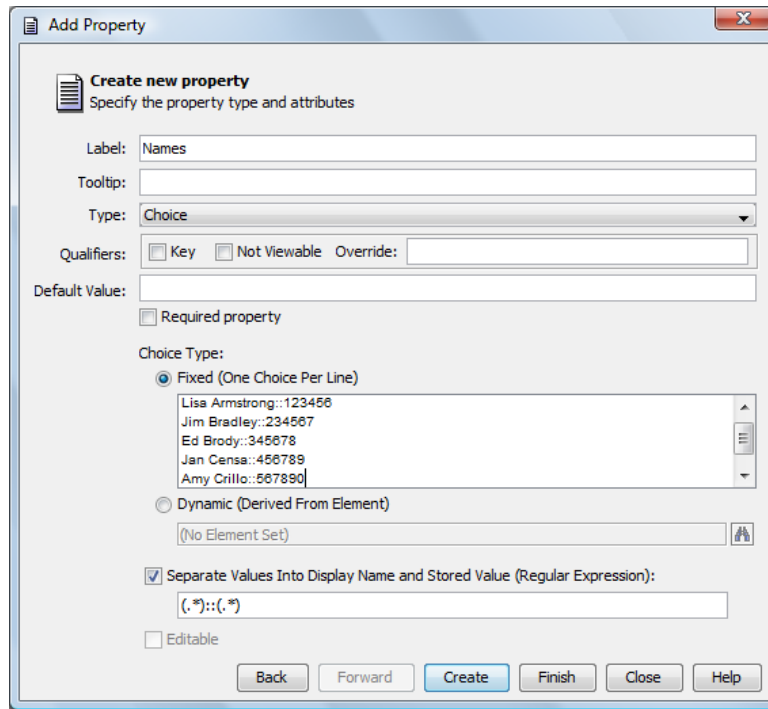 Add Property
Create new property
Specify the property type and attributes
Label: Names
Tooltip:
Type: Choice
Qualifiers: Key Not Viewable Override:
Default Value:
Required property
Choice Type:
Fixed (One Choice Per Line)
Lisa Armstrong::123456
Jim Bradley::234567
Ed Brody::345678
Jan Censa::456789
Amy Crillo::567890
Dynamic (Derived From Element)
(No Element Set)
Separate Values Into Display Name and Stored Value (Regular Expression):
(.*)::(.*)
Editable
Back Forward Create Finish Close Help